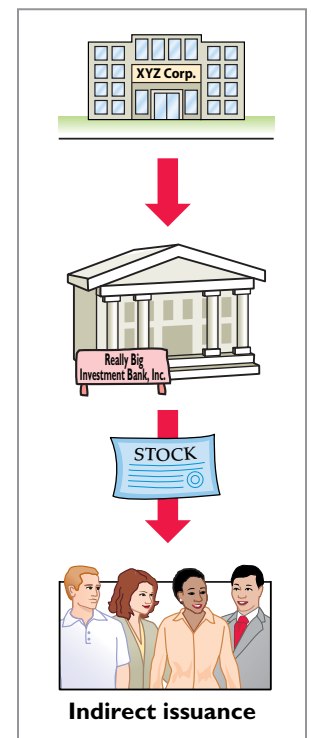 XYZ Corp.
Really Big
Investment Bank, Inc.
STOCK
Indirect issuance